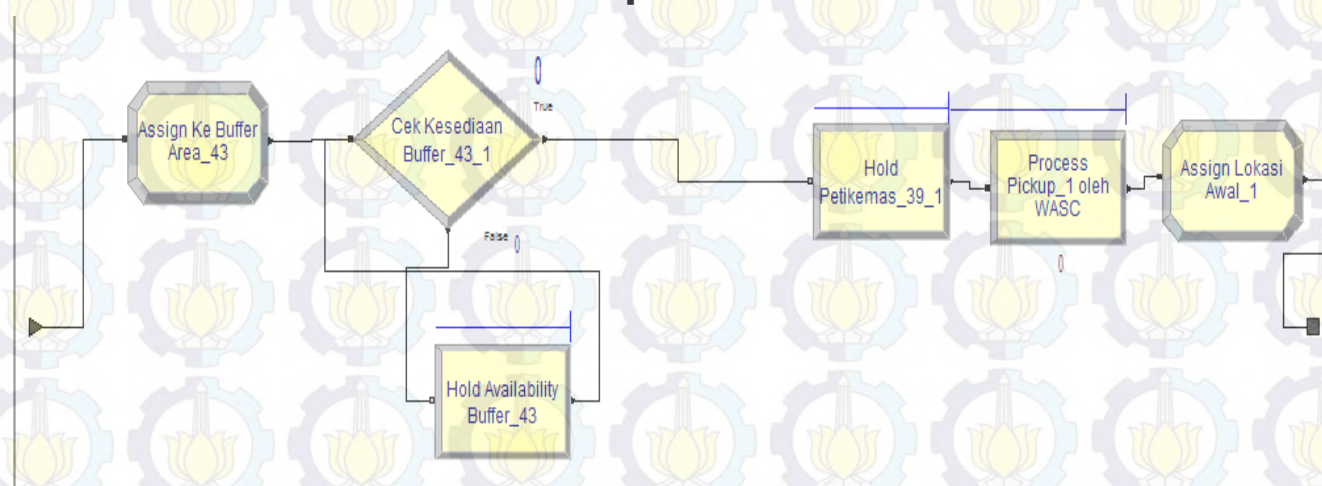 Assign Ke Buffer
Area_43
Cek Kesediaan
Buffer_43_1
0
True
False
0
Hold Availability
Buffer_43
Hold
Petikemas_39_1
Process
Pickup_1 oleh
WASC
0
Assign Lokasi
Awal_1